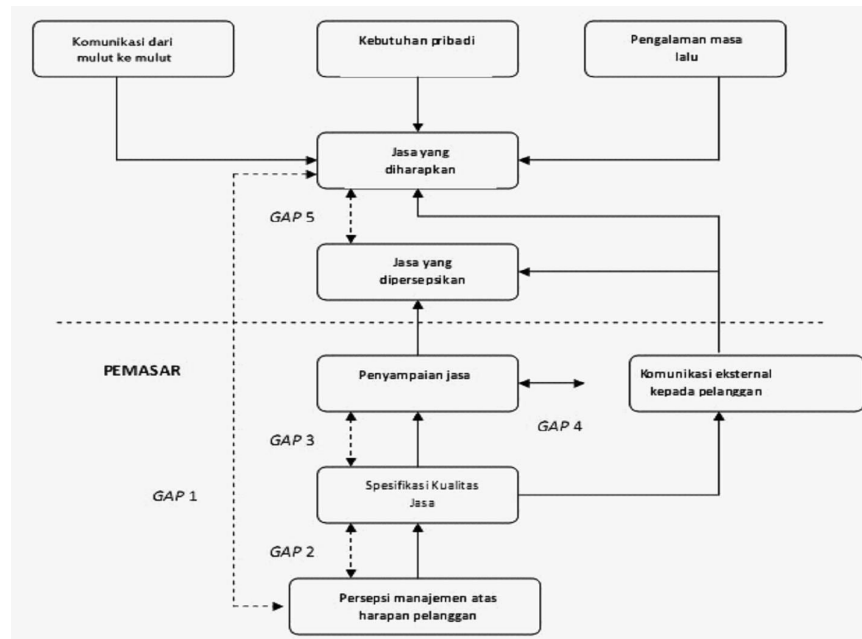 Komunikasi dari
mulut ke mulut
Kebutuhan pribadi
Pengalaman masa
lalu
Jasa yang
diharapkan
GAP 5
Jasa yang
dipersepsikan
PEMASAR
Penyampaian jasa
Komunikasi eksternal
kepada pelanggan
GAP 4
GAP 3
GAP 1
Spesifikasi Kualitas
Jasa
GAP 2
Persepsi manajemen atas
harapan pelanggan